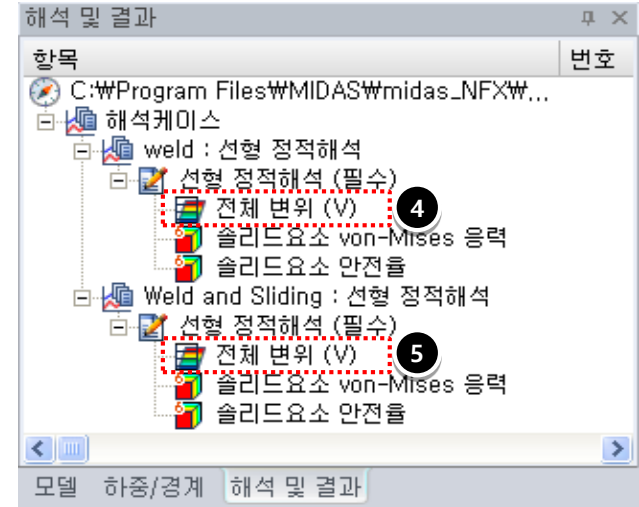 해석 및 결과
항목 번호
C:₩Program Files₩MIDAS₩midas_NFX₩...
해석케이스
weld : 선형 정적해석
선형 정적해석 (필수)
전체 변위 (V) 4
솔리드요소 von-Mises 응력
솔리드요소 안전율
Weld and Sliding : 선형 정적해석
선형 정적해석 (필수)
전체 변위 (V) 5
솔리드요소 von-Mises 응력
솔리드요소 안전율
모델 하중/경계 해석 및 결과